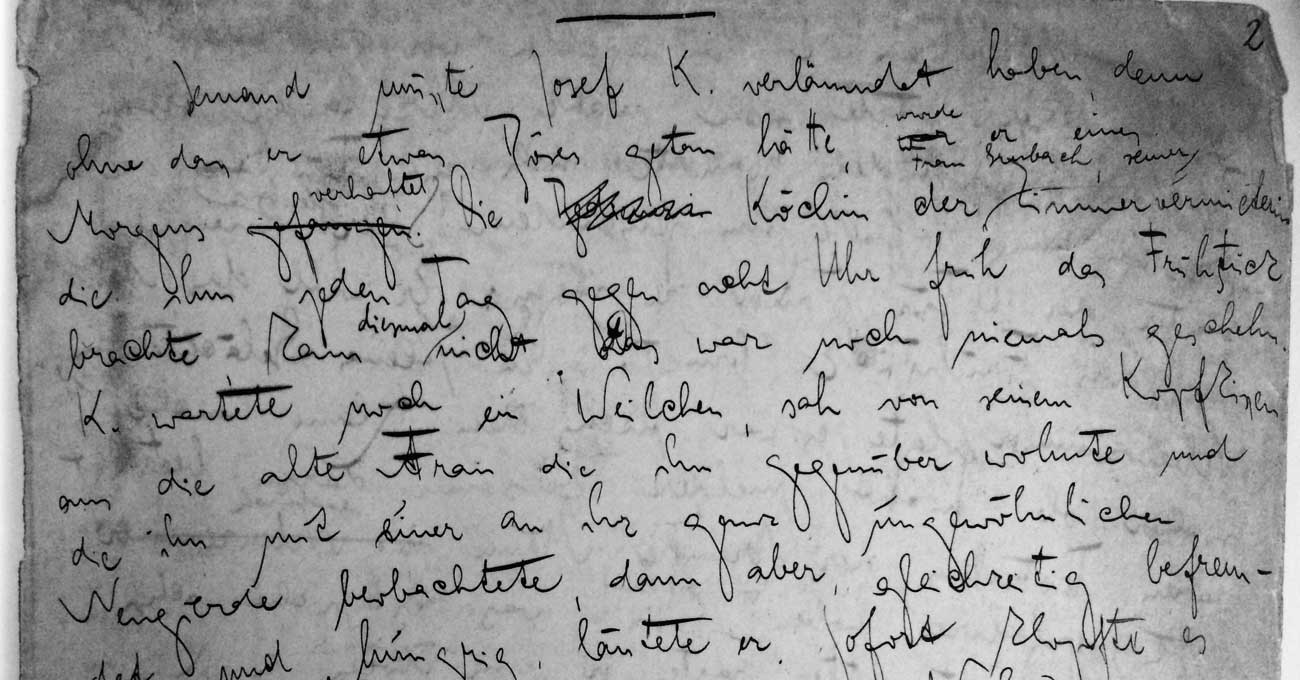 2
Jemand musste Josef K. verläumdet haben, denn
ohne dass er etwas Böses getan hätte, wurde er eines
Frau Grubach, seiner
Morgens gefangen verhaftet. Die Köchin der Zimmervermieterin,
die ihm jeden Tag gegen acht Uhr früh das Frühstück
brachte kam diesmal nicht. Das war noch niemals geschehn.
K. wartete noch ein Weilchen, sah von seinem Kopfkissen
aus die alte Frau die ihm gegenüber wohnte und
die ihn mit einer an ihr ganz ungewöhnlichen
Neugierde beobachtete, dann aber, gleichzeitig befrem-
det und hungrig, läutete er. Sofort klopfte es